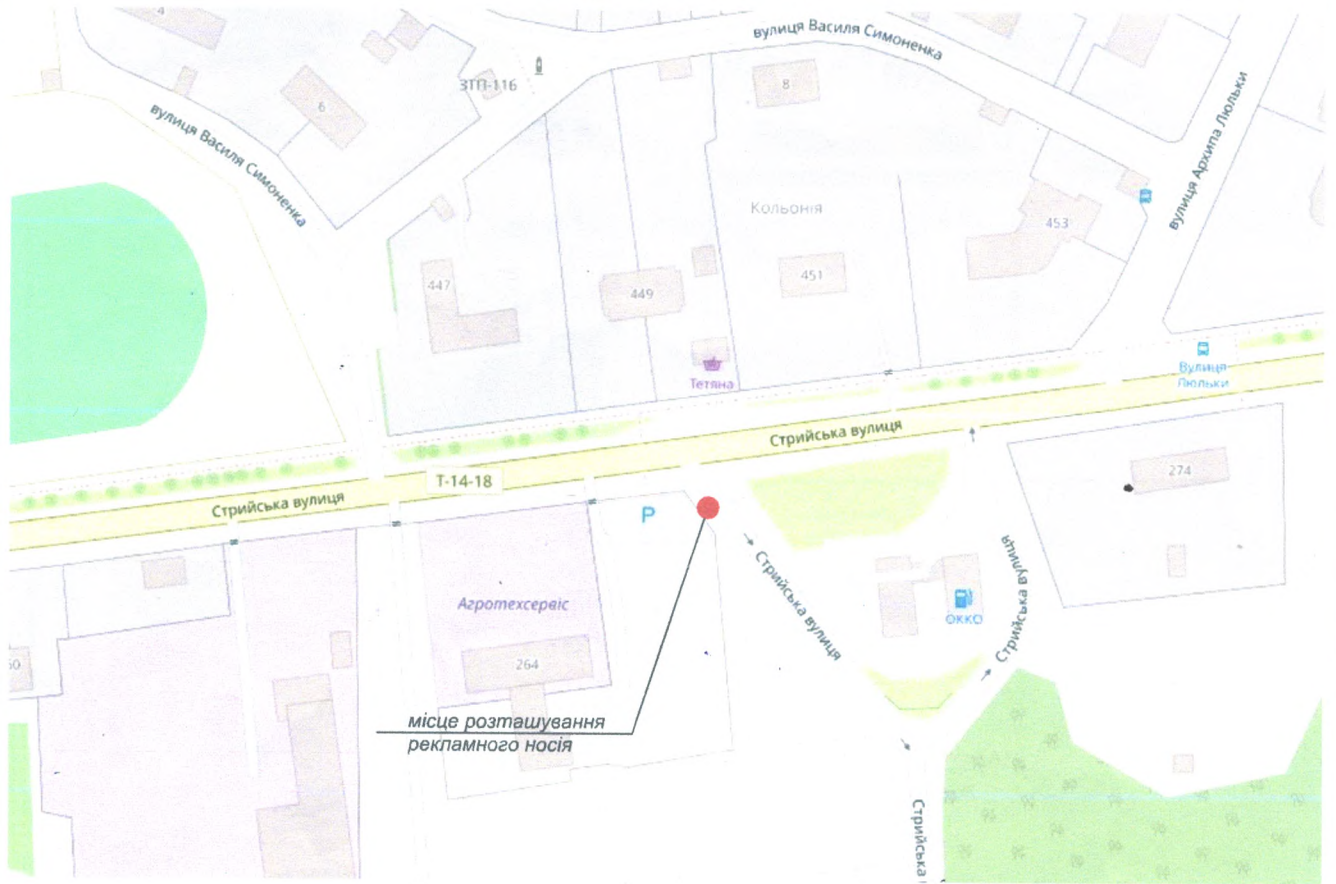 4
вулиця Василя Симоненка
ЗТП-116
6
8
вулиця Василя Симоненка
вулиця Архипа Люльки
Кольонія
453
447
449
451
Тетяна
Вулиця
Люльки
Стрийська вулиця
Т-14-18
Стрийська вулиця
P
274
Стрийська вулиця
Стрийська вулиця
ОККО
Агротехсервіс
264
60
місце розташування
рекламного носія
Стрийська